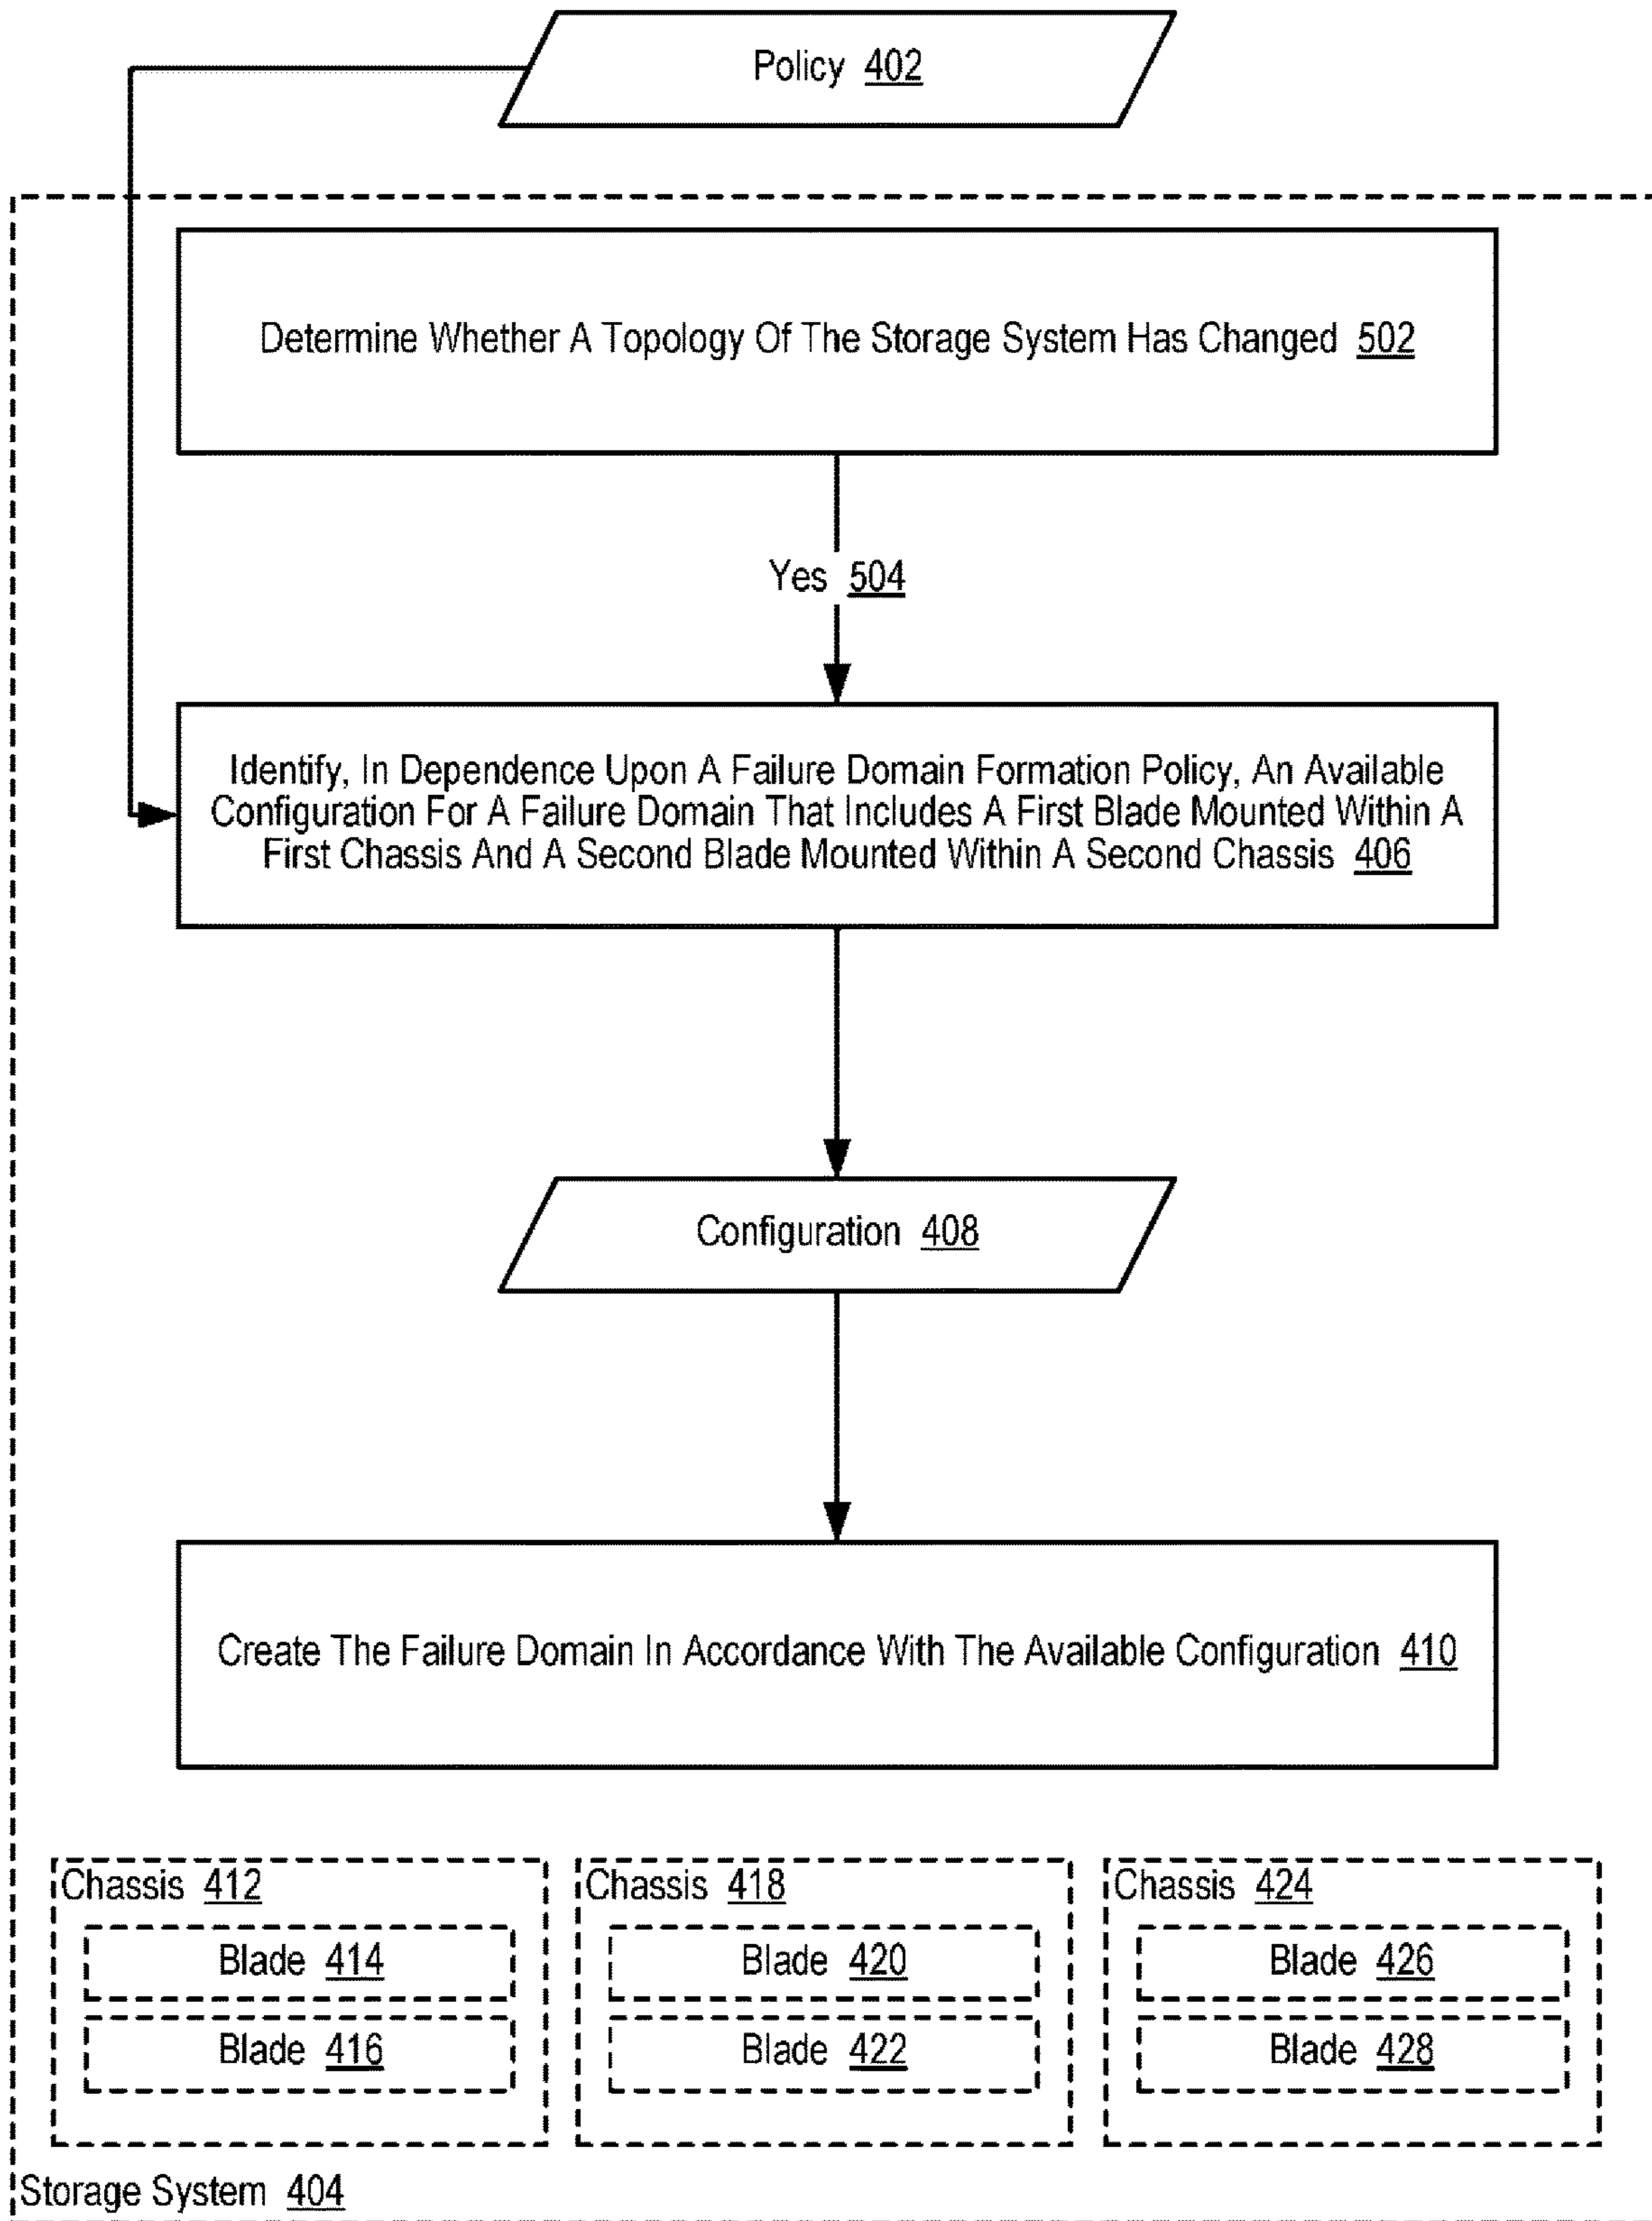 Policy 402
Determine Whether A Topology Of The Storage System Has Changed 502
Yes 504
Identify, In Dependence Upon A Failure Domain Formation Policy, An Available
Configuration For A Failure Domain That Includes A First Blade Mounted Within A
First Chassis And A Second Blade Mounted Within A Second Chassis 406
Configuration 408
Create The Failure Domain In Accordance With The Available Configuration 410
Chassis 412
Blade 414
Blade 416
Chassis 418
Blade 420
Blade 422
Chassis 424
Blade 426
Blade 428
Storage System 404